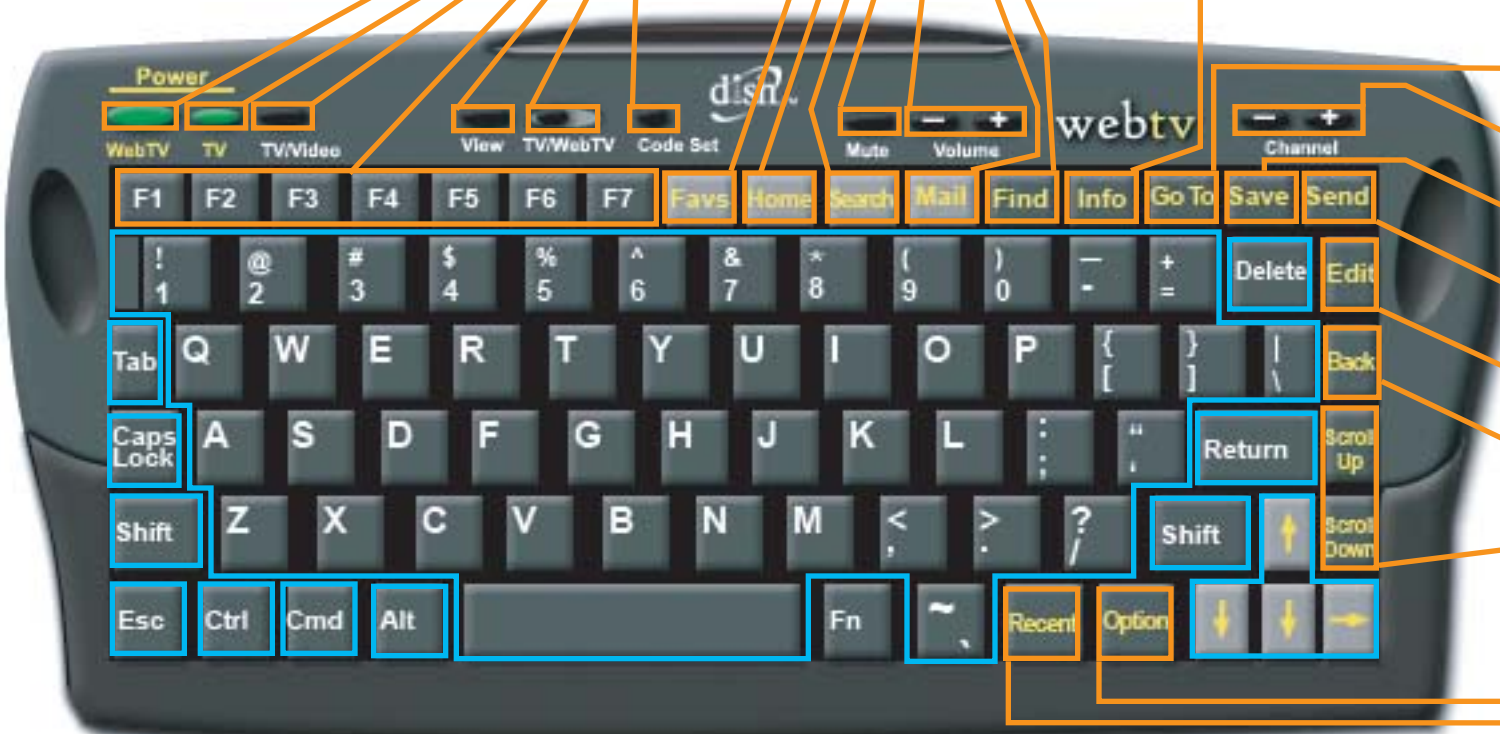 Power
dish
webtv
WebTV TV TV/Video View TV/WebTV Code Set Mute − Volume + − Channel +
F1 F2 F3 F4 F5 F6 F7 Favs Home Search Mail Find Info Go To Save Send
! @ # $ % ^ & * ( ) — +
1 2 3 4 5 6 7 8 9 0 - = Delete Edit
Tab Q W E R T Y U I O P { [ } ] | \ Back
Caps Lock A S D F G H J K L : ; “ ‘ Return Scroll Up
Shift Z X C V B N M < , > . ? / Shift Scroll Down
Esc Ctrl Cmd Alt Fn ~ ` Recent Option